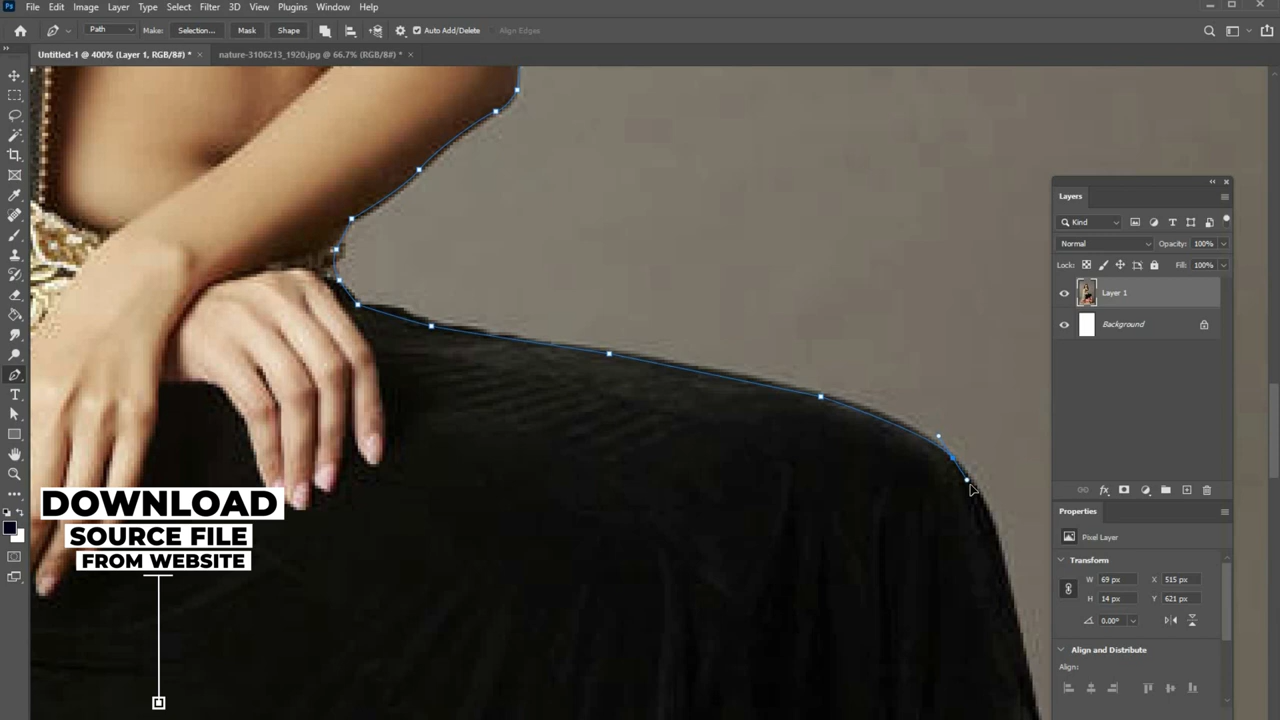 Ps File Edit Image Layer Type Select Filter 3D View Plugins Window Help
Path Make: Selection... Mask Shape Auto Add/Delete Align Edges
Untitled-1 @ 400% (Layer 1, RGB/8#) * × nature-3106213_1920.jpg @ 66.7% (RGB/8#) * ×
Layers
Kind
Normal Opacity: 100%
Lock: Fill: 100%
Layer 1
Background
fx
Properties
Pixel Layer
Transform
W 69 px X 515 px
H 14 px Y 621 px
0.00°
Align and Distribute
Align:
DOWNLOAD
SOURCE FILE
FROM WEBSITE